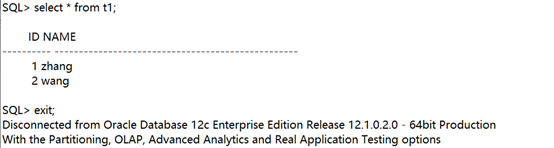 SQL> select * from t1;
ID NAME
---------- --------------------------------------------------
1 zhang
2 wang
SQL> exit;
Disconnected from Oracle Database 12c Enterprise Edition Release 12.1.0.2.0 - 64bit Production
With the Partitioning, OLAP, Advanced Analytics and Real Application Testing options